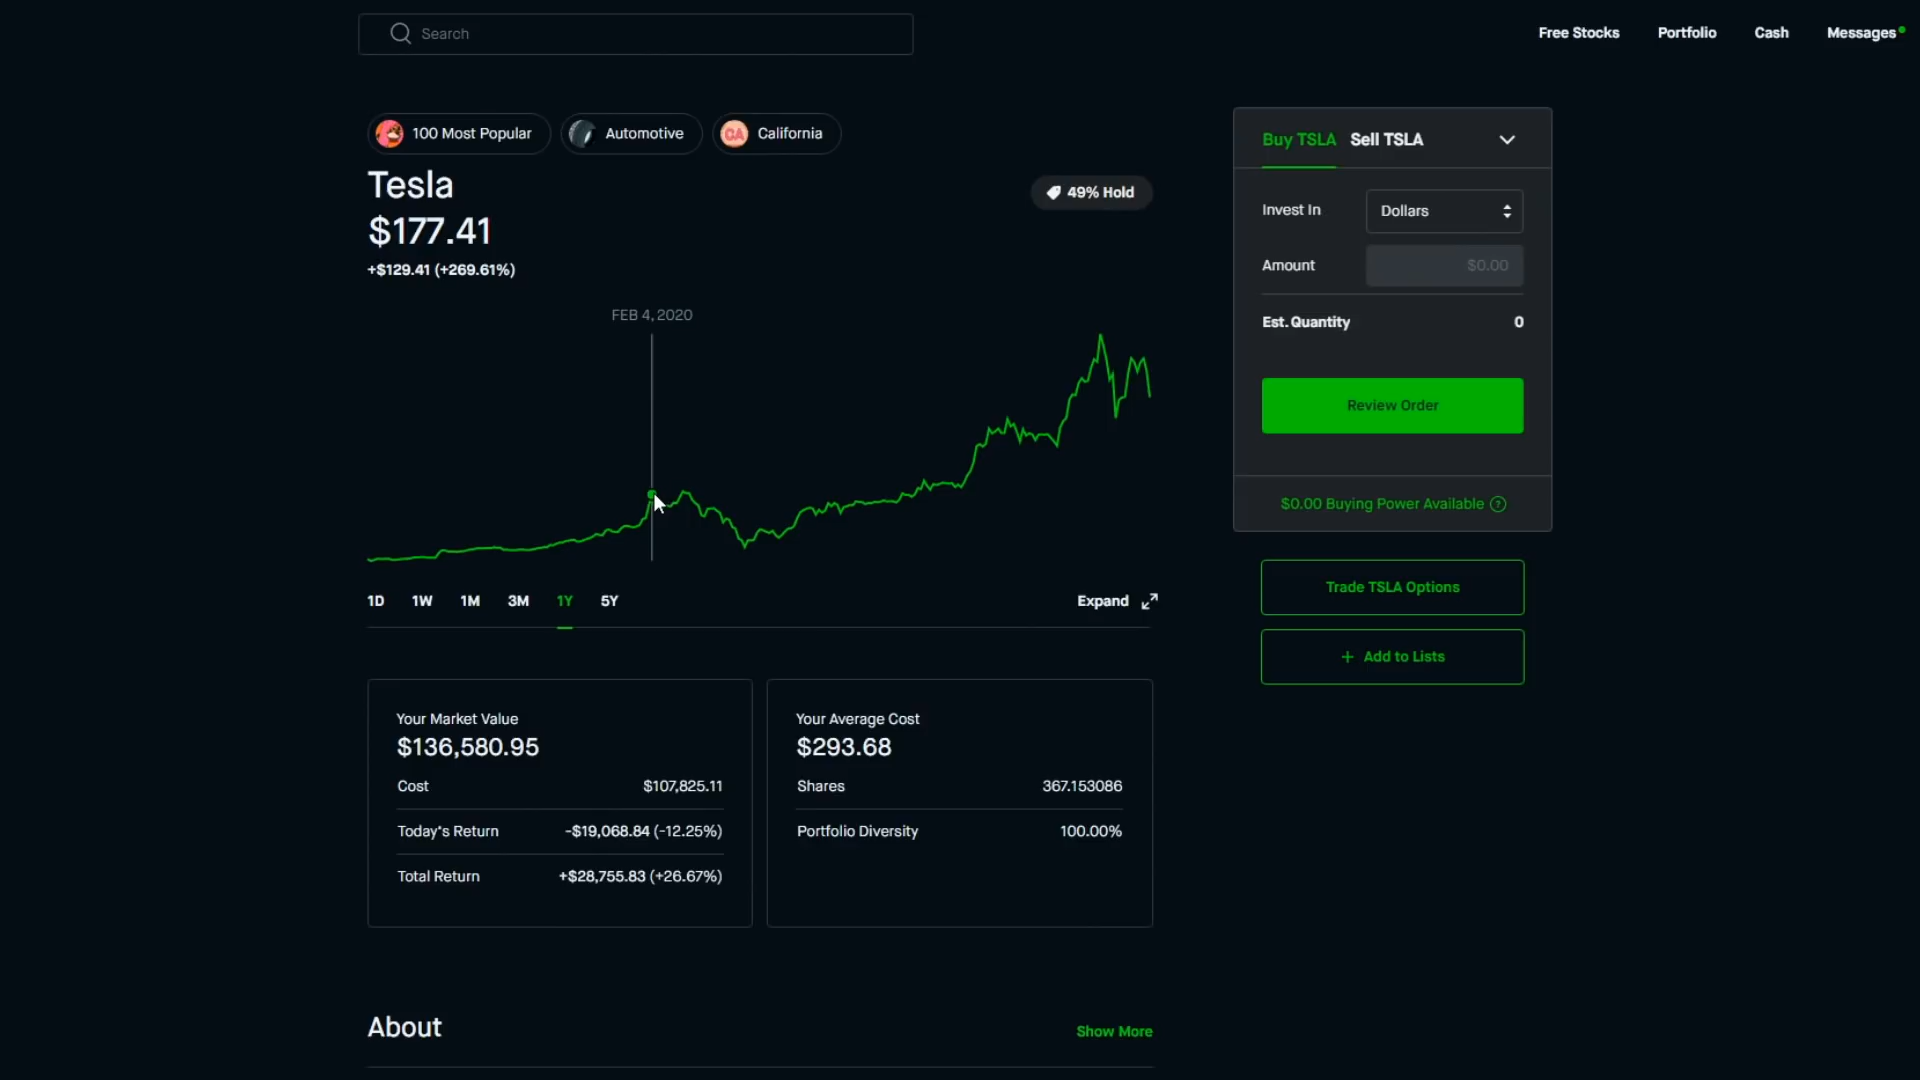 Search
Free Stocks
Portfolio
Cash
Messages
100 Most Popular
Automotive
CA
California
Tesla
$177.41
+$129.41 (+269.61%)
49% Hold
FEB 4, 2020
1D
1W
1M
3M
1Y
5Y
Expand
Buy TSLA
Sell TSLA
Invest In
Dollars
Amount
$0.00
Est. Quantity
0
Review Order
$0.00 Buying Power Available ?
Trade TSLA Options
+ Add to Lists
Your Market Value
$136,580.95
Cost $107,825.11
Today's Return -$19,068.84 (-12.25%)
Total Return +$28,755.83 (+26.67%)
Your Average Cost
$293.68
Shares 367.153086
Portfolio Diversity 100.00%
About
Show More